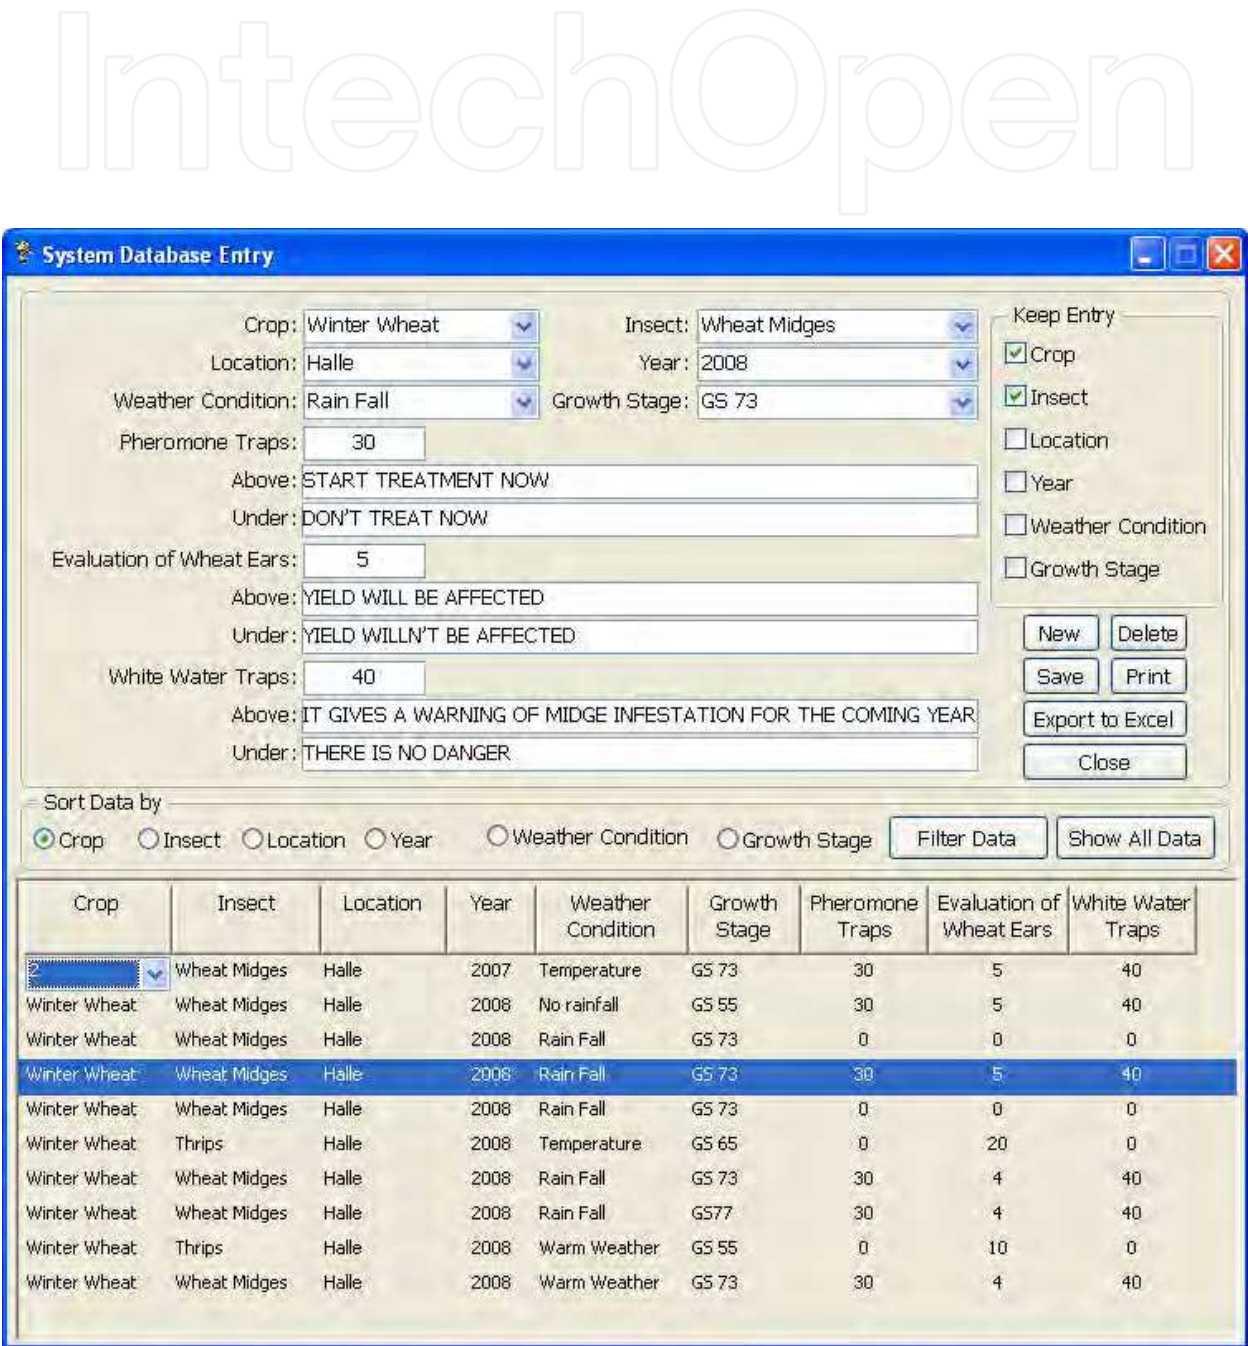 IntechOpen
System Database Entry
Crop: Winter Wheat Insect: Wheat Midges
Location: Halle Year: 2008
Weather Condition: Rain Fall Growth Stage: GS 73
Pheromone Traps: 30
Above: START TREATMENT NOW
Under: DON'T TREAT NOW
Evaluation of Wheat Ears: 5
Above: YIELD WILL BE AFFECTED
Under: YIELD WILLN'T BE AFFECTED
White Water Traps: 40
Above: IT GIVES A WARNING OF MIDGE INFESTATION FOR THE COMING YEAR
Under: THERE IS NO DANGER
Keep Entry
Crop
Insect
Location
Year
Weather Condition
Growth Stage
New Delete
Save Print
Export to Excel
Close
Sort Data by
Crop Insect Location Year Weather Condition Growth Stage Filter Data Show All Data
Crop Insect Location Year Weather Condition Growth Stage Pheromone Traps Evaluation of Wheat Ears White Water Traps
2 Wheat Midges Halle 2007 Temperature GS 73 30 5 40
Winter Wheat Wheat Midges Halle 2008 No rainfall GS 55 30 5 40
Winter Wheat Wheat Midges Halle 2008 Rain Fall GS 73 0 0 0
Winter Wheat Wheat Midges Halle 2008 Rain Fall GS 73 30 5 40
Winter Wheat Wheat Midges Halle 2008 Rain Fall GS 73 0 0 0
Winter Wheat Thrips Halle 2008 Temperature GS 65 0 20 0
Winter Wheat Wheat Midges Halle 2008 Rain Fall GS 73 30 4 40
Winter Wheat Wheat Midges Halle 2008 Rain Fall GS77 30 4 40
Winter Wheat Thrips Halle 2008 Warm Weather GS 55 0 10 0
Winter Wheat Wheat Midges Halle 2008 Warm Weather GS 73 30 4 40